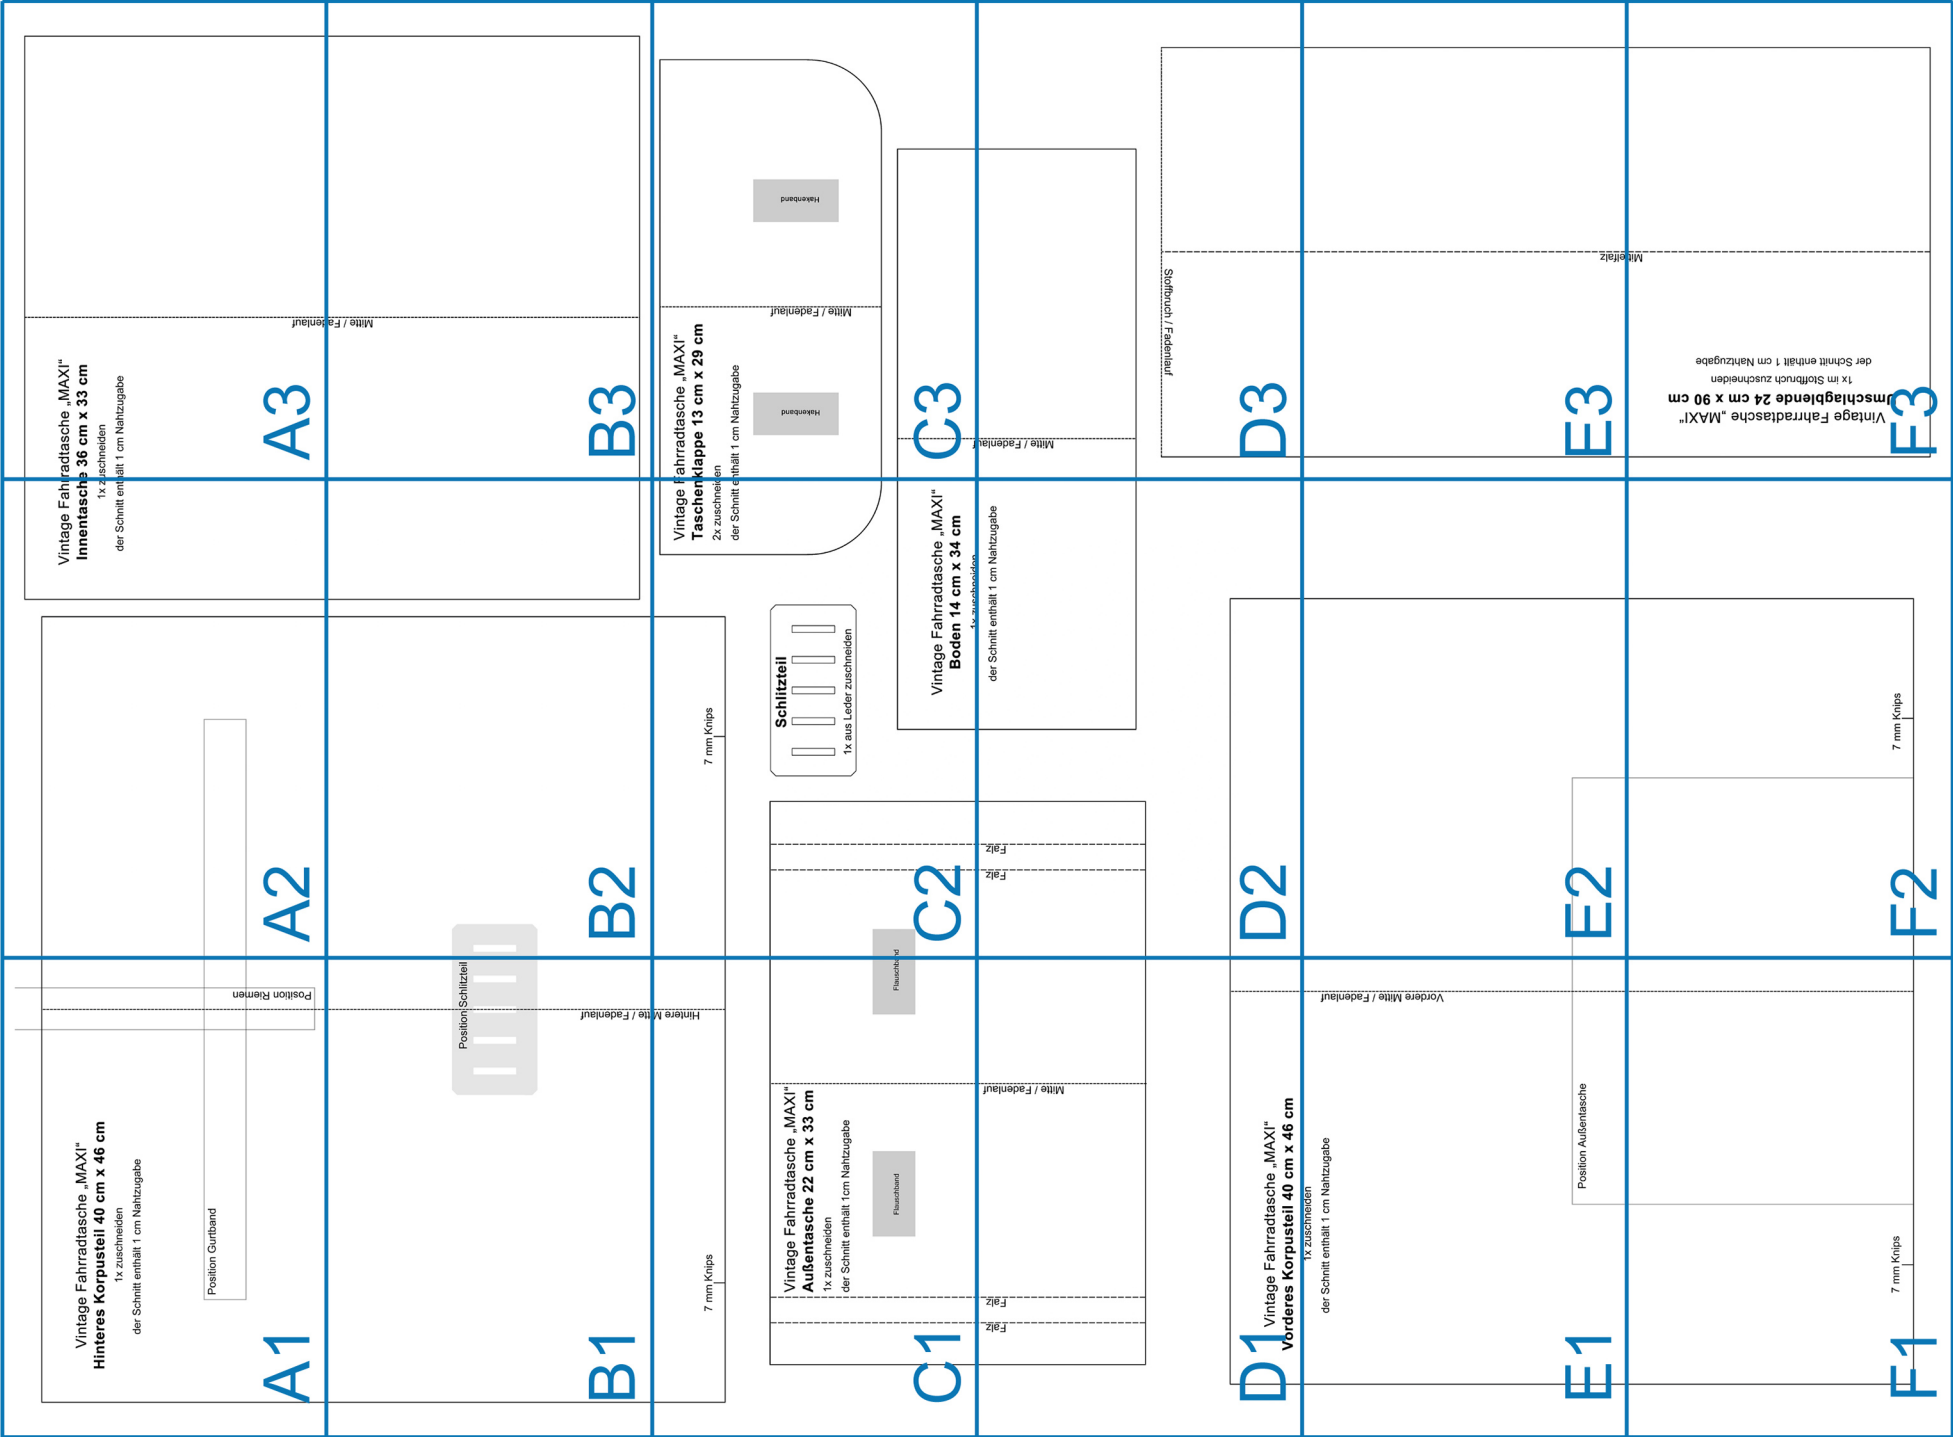 Vintage Fahrradtasche „MAXI“
Innentasche 36 cm x 33 cm
1x zuschneiden
der Schnitt enthält 1 cm Nahtzugabe
Mitte / Fadenlauf
A3
B3
Vintage Fahrradtasche „MAXI“
Taschenklappe 13 cm x 29 cm
2x zuschneiden
der Schnitt enthält 1 cm Nahtzugabe
Hakenband
Mitte / Fadenlauf
Hakenband
C3
Mitte / Fadenlauf
Vintage Fahrradtasche „MAXI“
Boden 14 cm x 34 cm
1x zuschneiden
der Schnitt enthält 1 cm Nahtzugabe
Stoffbruch / Fadenlauf
D3
Mittelfalz
E3
Vintage Fahrradtasche „MAXI“
Umschlagblende 24 cm x 90 cm
1x im Stoffbruch zuschneiden
der Schnitt enthält 1 cm Nahtzugabe
F3
Schlitzteil
1x aus Leder zuschneiden
7 mm Knips
A2
B2
Falz
Falz
C2
Flauschband
D2
E2
7 mm Knips
F2
Position Riemen
Position Schlitzteil
Hintere Mitte / Fadenlauf
Vintage Fahrradtasche „MAXI“
Hinteres Korpusteil 40 cm x 46 cm
1x zuschneiden
der Schnitt enthält 1 cm Nahtzugabe
Position Gurtband
A1
B1
7 mm Knips
Mitte / Fadenlauf
Vintage Fahrradtasche „MAXI“
Außentasche 22 cm x 33 cm
1x zuschneiden
der Schnitt enthält 1cm Nahtzugabe
Flauschband
Falz
Falz
C1
Vordere Mitte / Fadenlauf
Vintage Fahrradtasche „MAXI“
Vorderes Korpusteil 40 cm x 46 cm
1x zuschneiden
der Schnitt enthält 1 cm Nahtzugabe
D1
Position Außentasche
E1
7 mm Knips
F1